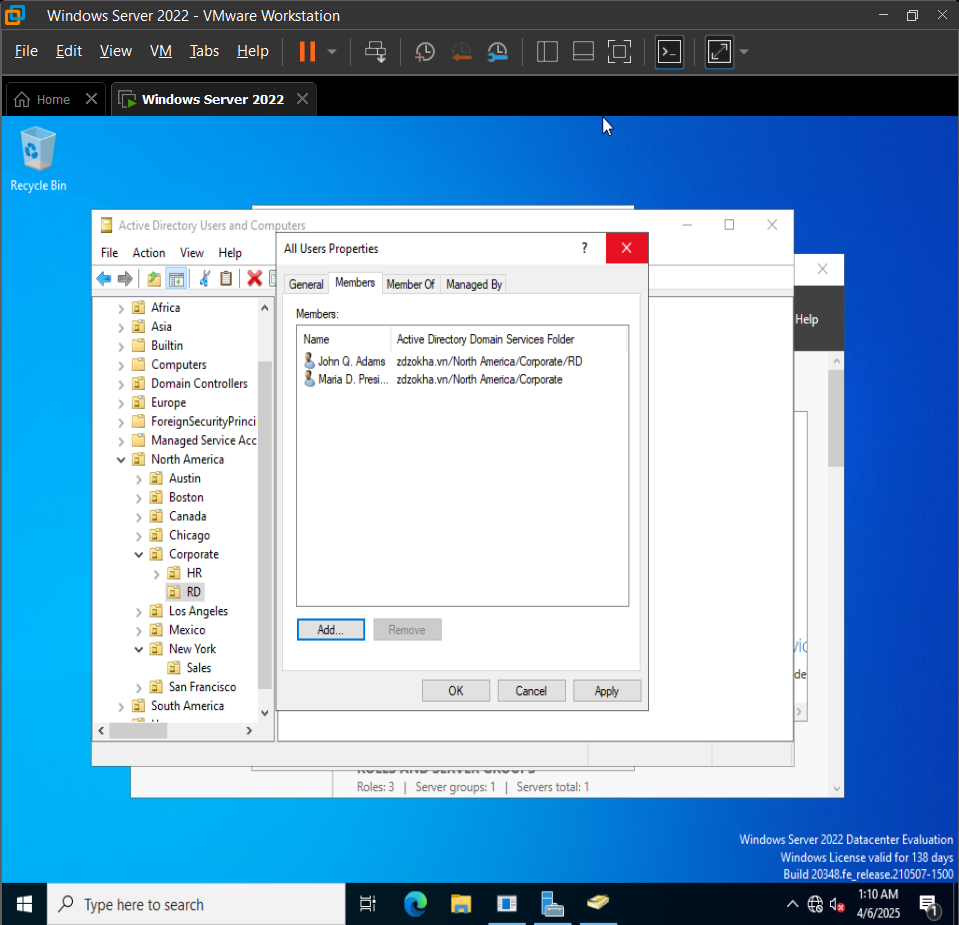 Windows Server 2022 - VMware Workstation
File Edit View VM Tabs Help
Home Windows Server 2022
Recycle Bin
Active Directory Users and Computers
File Action View Help
All Users Properties ?
General Members Member Of Managed By
Members:
Name Active Directory Domain Services Folder
John Q. Adams zdzokha.vn/North America/Corporate/RD
Maria D. Presi... zdzokha.vn/North America/Corporate
Add... Remove
OK Cancel Apply
Africa
Asia
Builtin
Computers
Domain Controllers
Europe
ForeignSecurityPrinci
Managed Service Acc
North America
Austin
Boston
Canada
Chicago
Corporate
HR
RD
Los Angeles
Mexico
New York
Sales
San Francisco
South America
Help
ROLES AND SERVER GROUPS
Roles: 3 | Server groups: 1 | Servers total: 1
Windows Server 2022 Datacenter Evaluation
Windows License valid for 138 days
Build 20348.fe_release.210507-1500
Type here to search
1:10 AM
4/6/2025
1